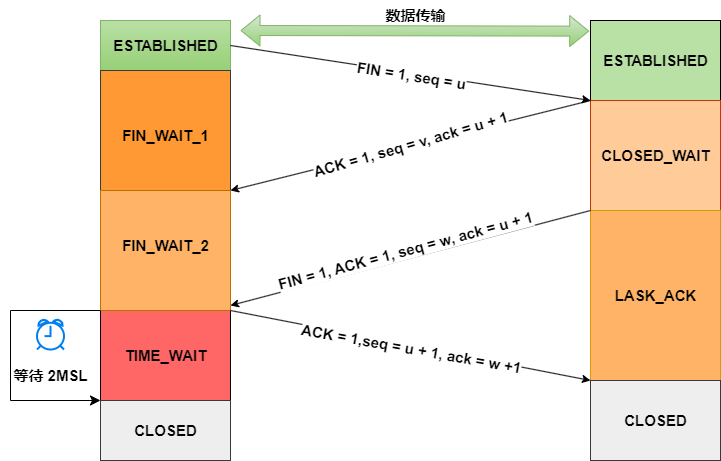 数据传输
ESTABLISHED
ESTABLISHED
FIN = 1, seq = u
FIN_WAIT_1
ACK = 1, seq = v, ack = u + 1
CLOSED_WAIT
FIN_WAIT_2
FIN = 1, ACK = 1, seq = w, ack = u + 1
LASK_ACK
ACK = 1,seq = u + 1, ack = w +1
TIME_WAIT
等待 2MSL
CLOSED
CLOSED